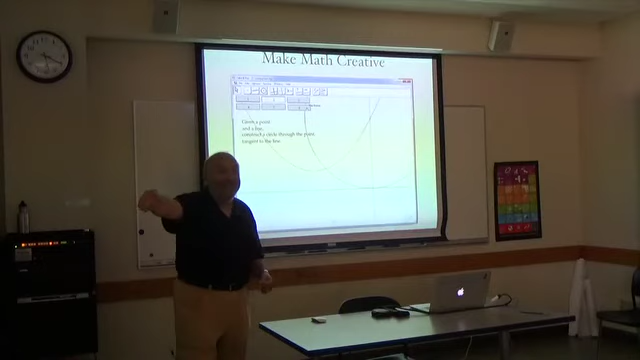 Make Math Creative
Given a point
and a line,
construct a circle through the point
tangent to the line.